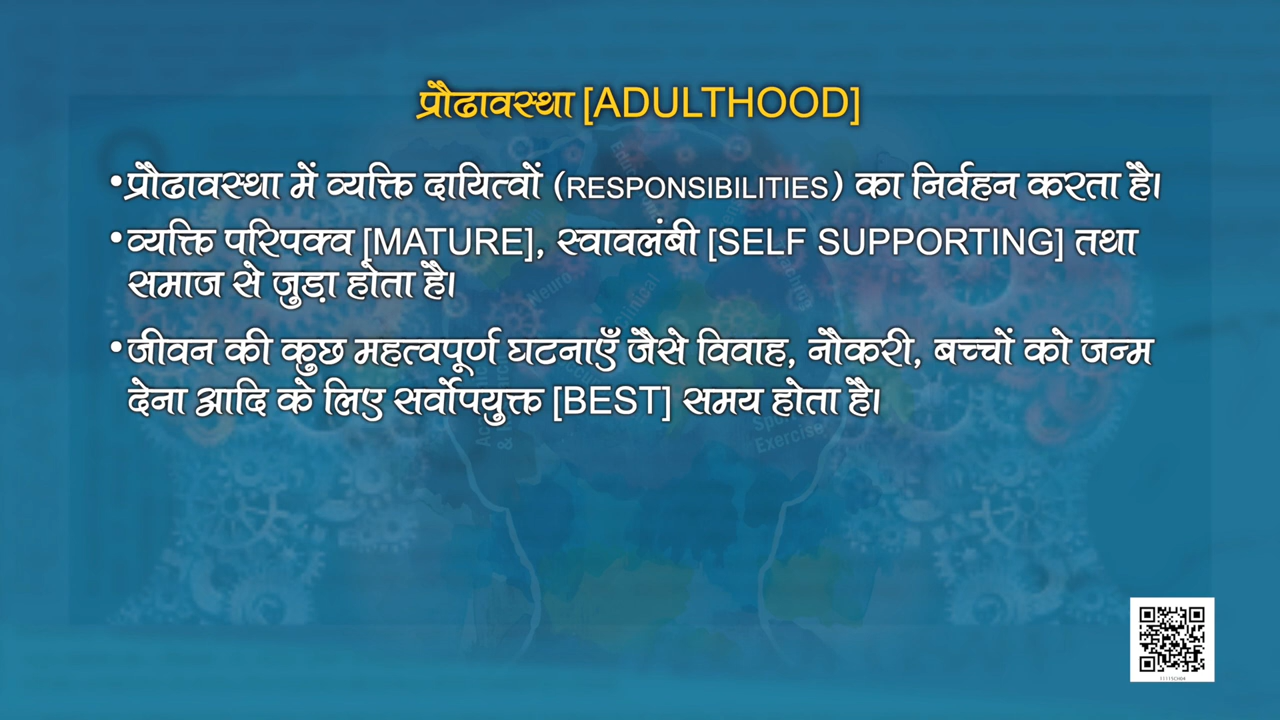 प्रौढावस्था [ADULTHOOD]
•प्रौढावस्था में व्यक्ति दायित्वों (RESPONSIBILITIES) का निर्वहन करता है।
•व्यक्ति परिपक्व [MATURE], स्वावलंबी [SELF SUPPORTING] तथा
समाज से जुड़ा होता है।
•जीवन की कुछ महत्वपूर्ण घटनाएँ जैसे विवाह, नौकरी, बच्चों को जन्म
देना आदि के लिए सर्वोपयुक्त [BEST] समय होता है।
Exercise